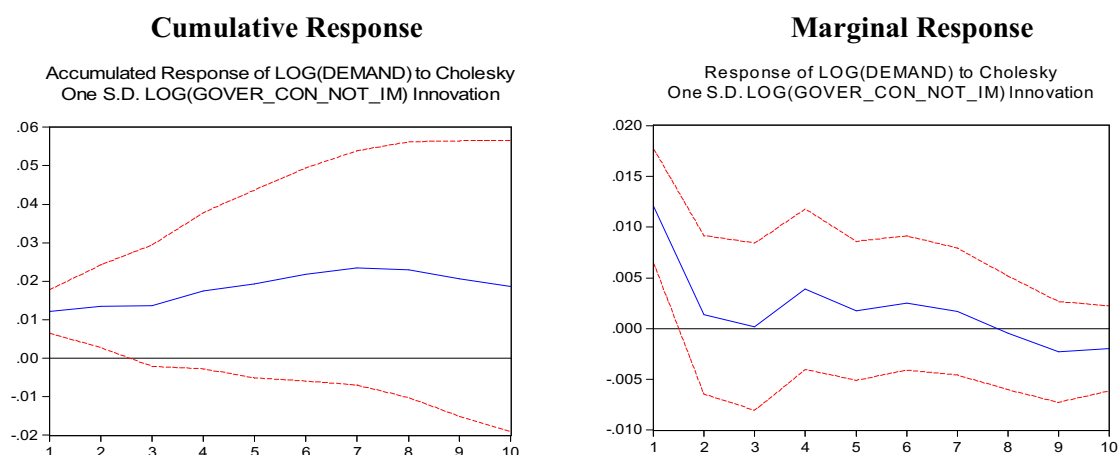 Cumulative Response
Accumulated Response of LOG(DEMAND) to Cholesky
One S.D. LOG(GOVER_CON_NOT_IM) Innovation
.06
.05
.04
.03
.02
.01
.00
-.01
-.02
1 2 3 4 5 6 7 8 9 10
Marginal Response
Response of LOG(DEMAND) to Cholesky
One S.D. LOG(GOVER_CON_NOT_IM) Innovation
.020
.015
.010
.005
.000
-.005
-.010
1 2 3 4 5 6 7 8 9 10